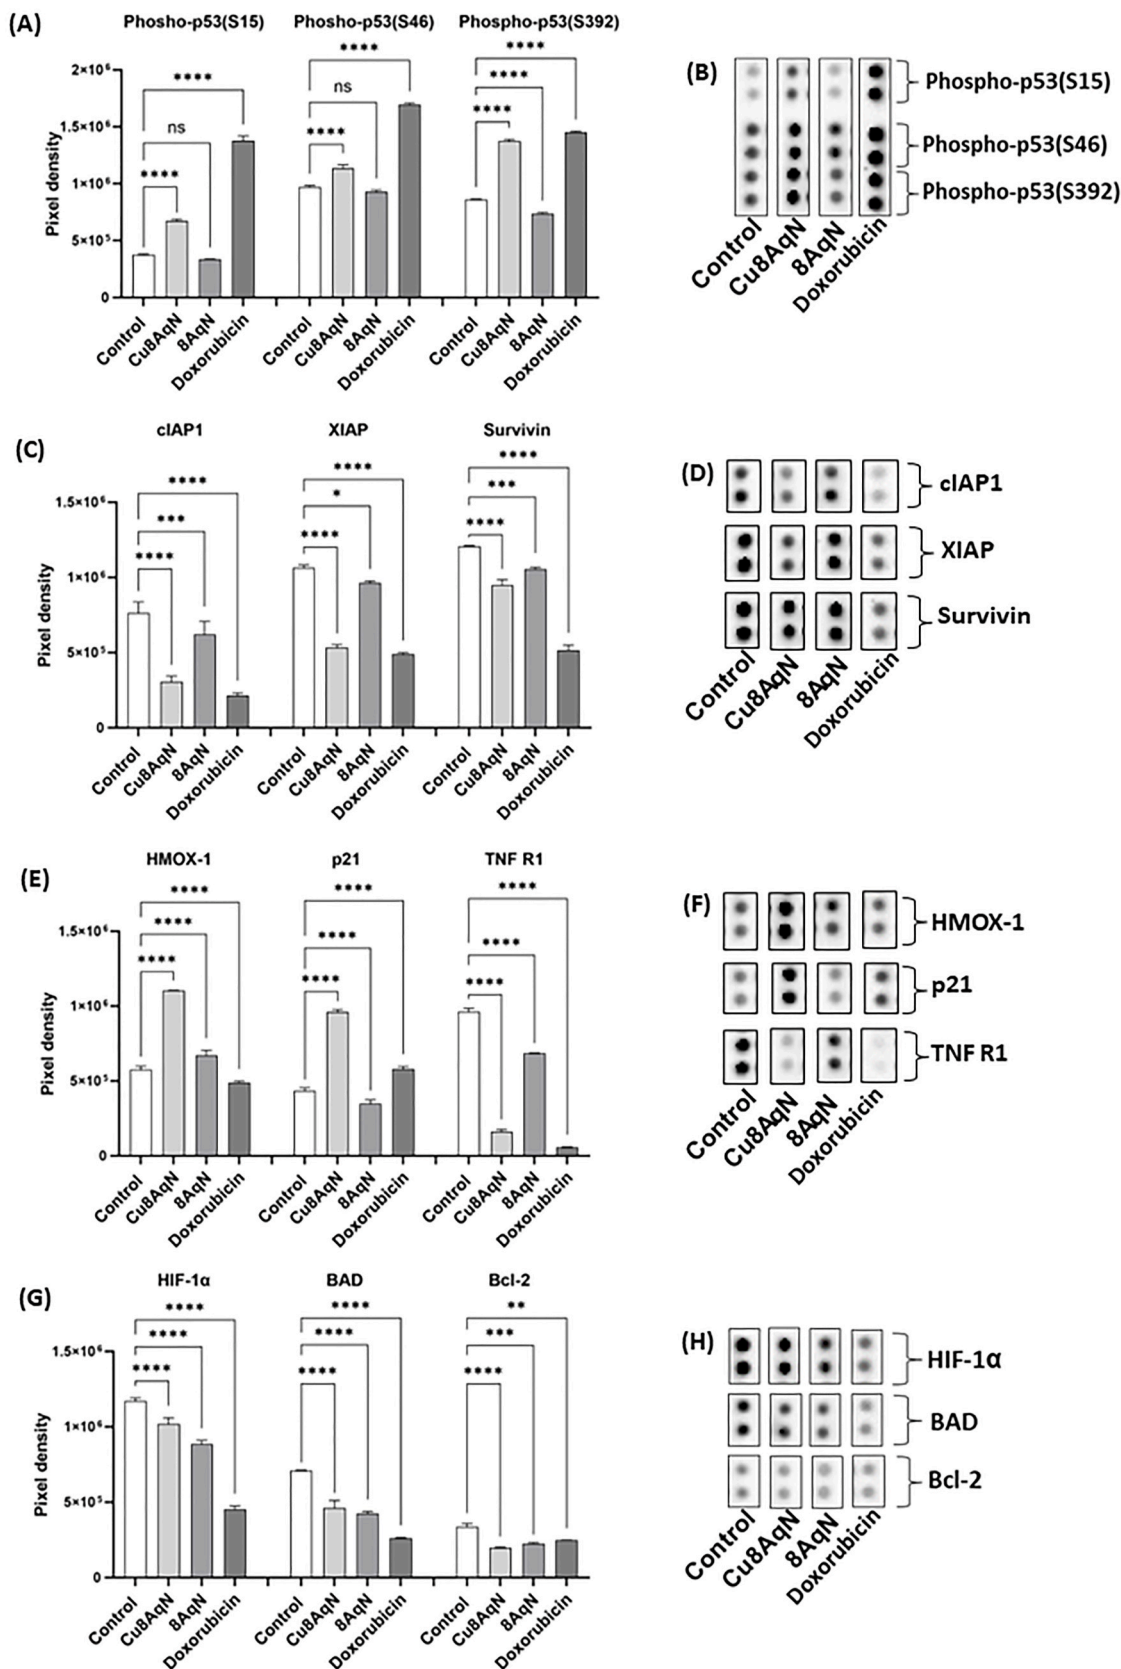 (A)
Phosho-p53(S15) Phosho-p53(S46) Phospho-p53(S392)
**** **** ****
ns ns ****
**** **** ****
Pixel density
2×10⁶
1.5×10⁶
1×10⁶
5×10⁵
0
Control Cu8AqN 8AqN Doxorubicin Control Cu8AqN 8AqN Doxorubicin Control Cu8AqN 8AqN Doxorubicin
(B)
Phospho-p53(S15)
Phospho-p53(S46)
Phospho-p53(S392)
Control Cu8AqN 8AqN Doxorubicin
(C)
cIAP1 XIAP Survivin
**** **** ****
*** * ***
**** **** ****
Pixel density
1.5×10⁶
1×10⁶
5×10⁵
0
Control Cu8AqN 8AqN Doxorubicin Control Cu8AqN 8AqN Doxorubicin Control Cu8AqN 8AqN Doxorubicin
(D)
cIAP1
XIAP
Survivin
Control Cu8AqN 8AqN Doxorubicin
(E)
HMOX-1 p21 TNF R1
**** **** ****
**** **** ****
**** **** ****
Pixel density
1.5×10⁶
1×10⁶
5×10⁵
0
Control Cu8AqN 8AqN Doxorubicin Control Cu8AqN 8AqN Doxorubicin Control Cu8AqN 8AqN Doxorubicin
(F)
HMOX-1
p21
TNF R1
Control Cu8AqN 8AqN Doxorubicin
(G)
HIF-1α BAD Bcl-2
**** **** **
**** **** ***
**** **** ****
Pixel density
1.5×10⁶
1×10⁶
5×10⁵
0
Control Cu8AqN 8AqN Doxorubicin Control Cu8AqN 8AqN Doxorubicin Control Cu8AqN 8AqN Doxorubicin
(H)
HIF-1α
BAD
Bcl-2
Control Cu8AqN 8AqN Doxorubicin